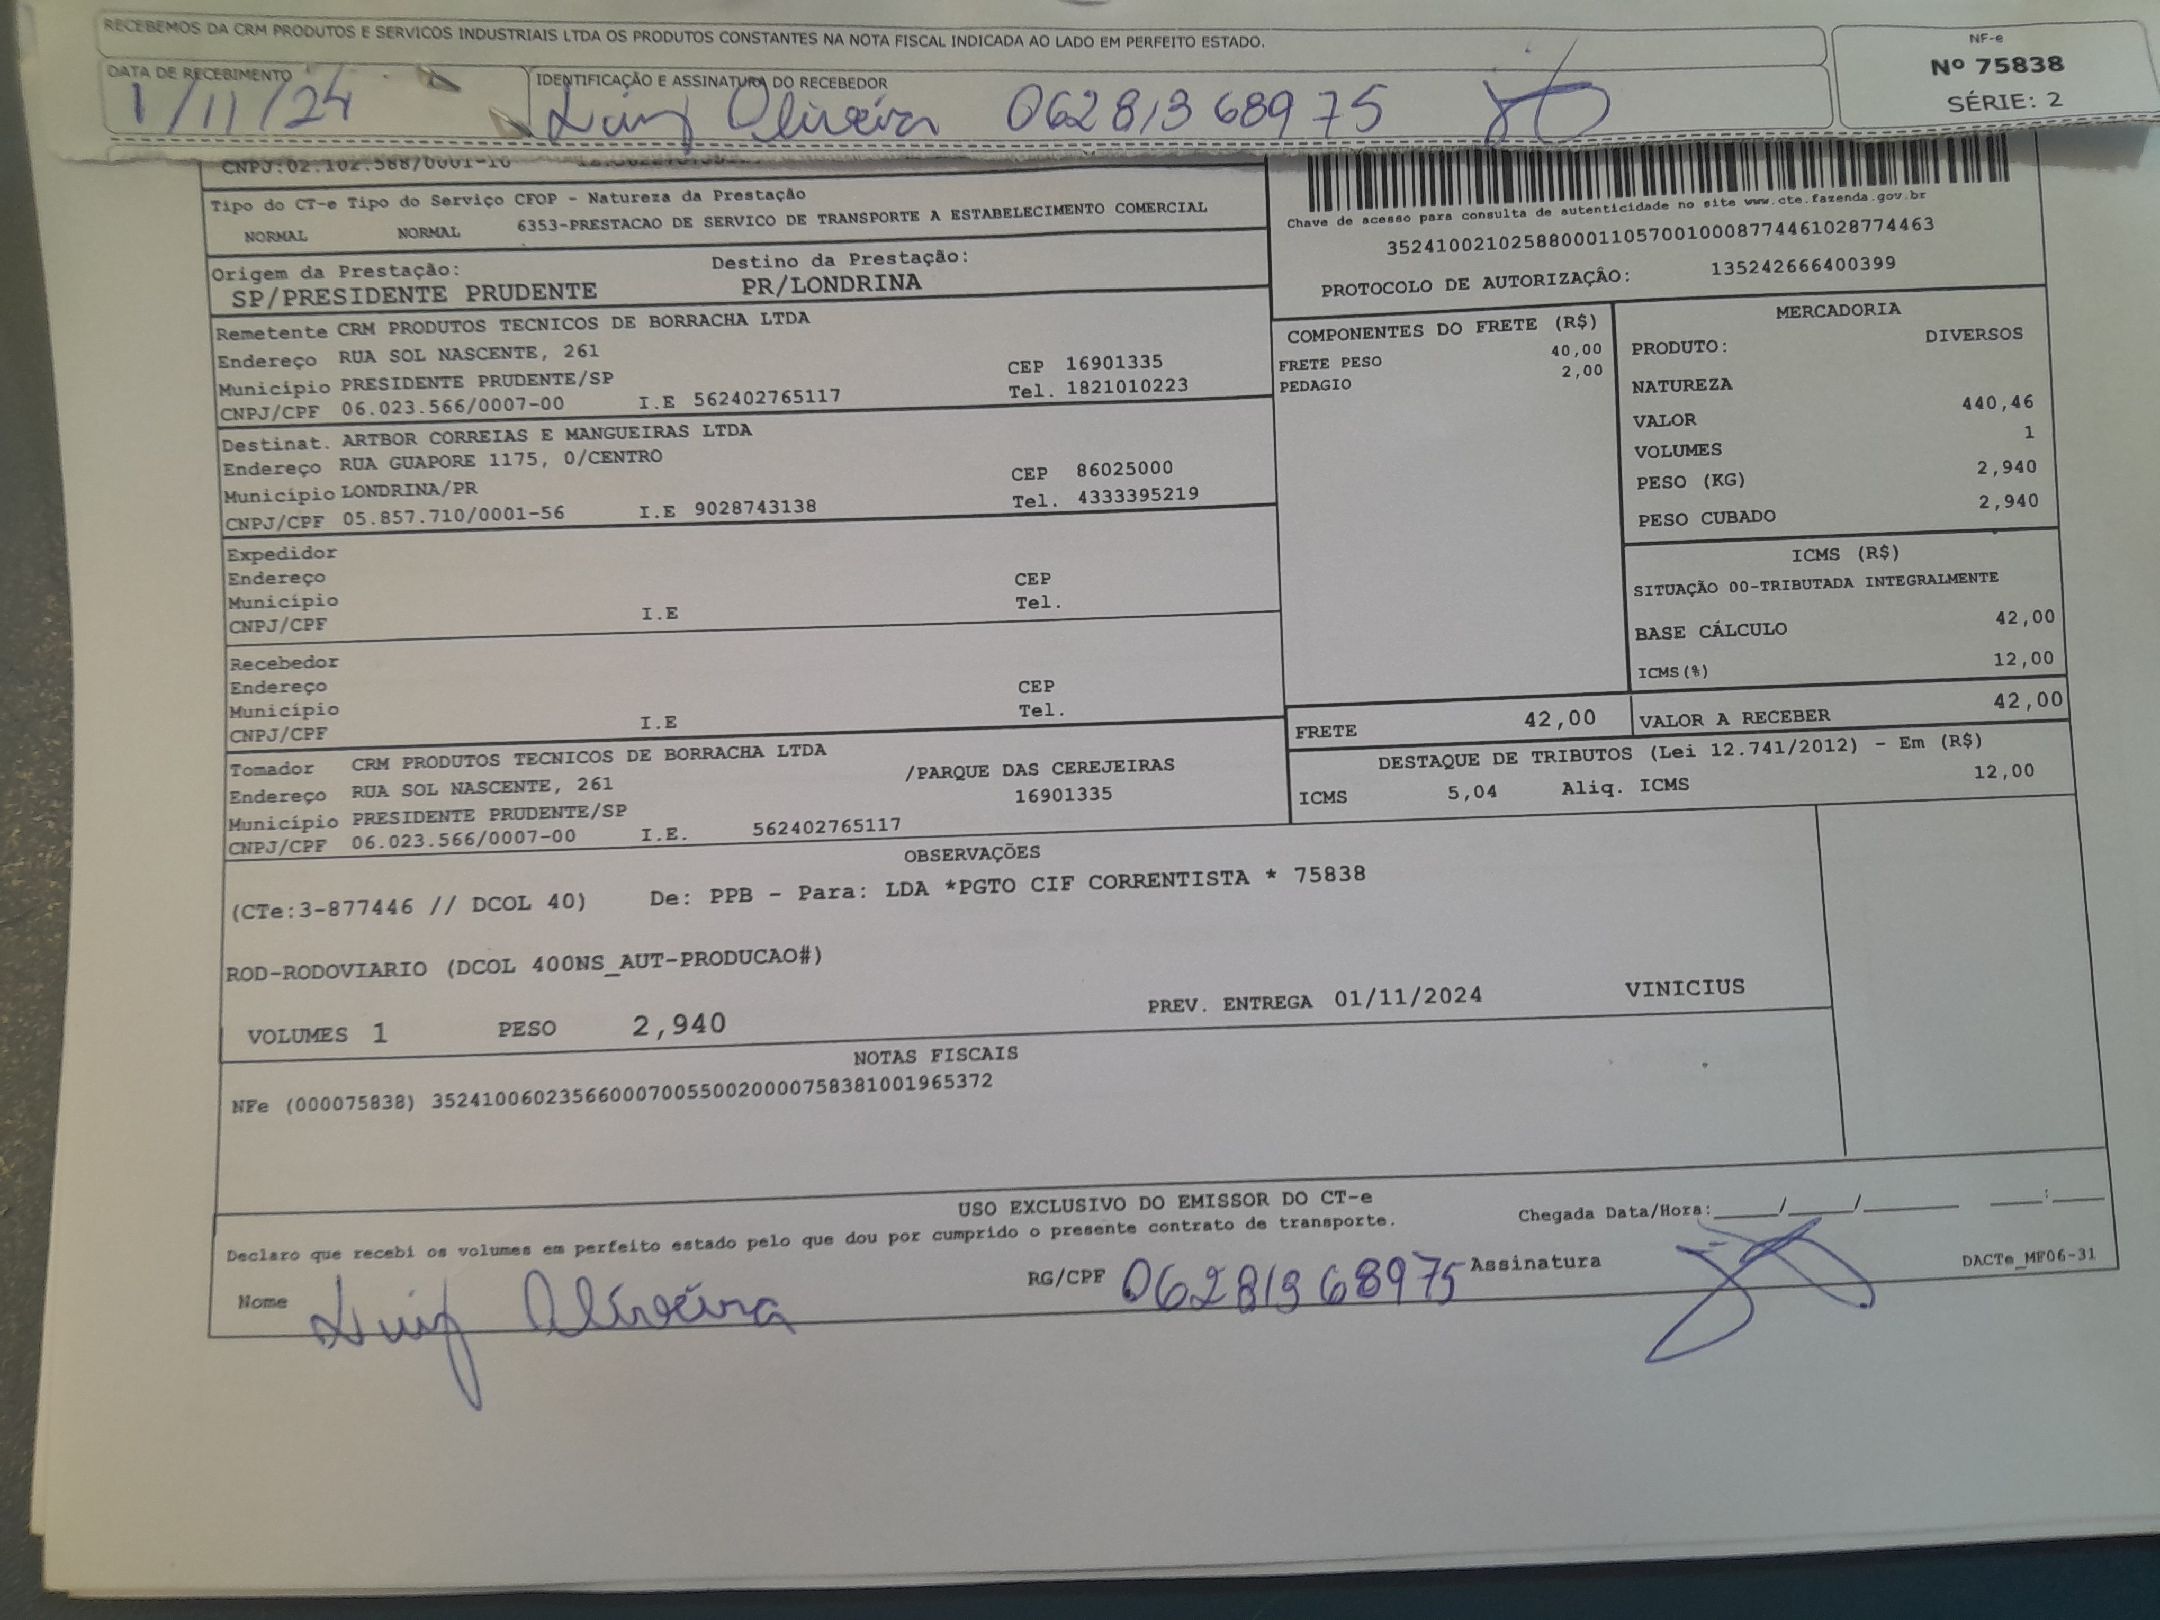 RECEBEMOS DA CRM PRODUTOS E SERVICOS INDUSTRIAIS LTDA OS PRODUTOS CONSTANTES NA NOTA FISCAL INDICADA AO LADO EM PERFEITO ESTADO.
DATA DE RECEBIMENTO
1/11/24
IDENTIFICAÇÃO E ASSINATURA DO RECEBEDOR
Luiz Oliveira 06281368975
NF-e
Nº 75838
SÉRIE: 2
CNPJ:02.102.588/0001-10
Tipo do CT-e Tipo do Serviço CFOP - Natureza da Prestação
NORMAL NORMAL 6353-PRESTACAO DE SERVICO DE TRANSPORTE A ESTABELECIMENTO COMERCIAL
Chave de acesso para consulta de autenticidade no site www.cte.fazenda.gov.br
35241002102588000110570010008774461028774463
PROTOCOLO DE AUTORIZAÇÃO: 135242666400399
Origem da Prestação: Destino da Prestação:
SP/PRESIDENTE PRUDENTE PR/LONDRINA
Remetente CRM PRODUTOS TECNICOS DE BORRACHA LTDA
Endereço RUA SOL NASCENTE, 261 CEP 16901335
Município PRESIDENTE PRUDENTE/SP Tel. 1821010223
CNPJ/CPF 06.023.566/0007-00 I.E 562402765117
Destinat. ARTBOR CORREIAS E MANGUEIRAS LTDA
Endereço RUA GUAPORE 1175, 0/CENTRO CEP 86025000
Município LONDRINA/PR Tel. 4333395219
CNPJ/CPF 05.857.710/0001-56 I.E 9028743138
Expedidor
Endereço CEP
Município Tel.
CNPJ/CPF I.E
Recebedor
Endereço CEP
Município Tel.
CNPJ/CPF I.E
Tomador CRM PRODUTOS TECNICOS DE BORRACHA LTDA
Endereço RUA SOL NASCENTE, 261 /PARQUE DAS CEREJEIRAS
Município PRESIDENTE PRUDENTE/SP 16901335
CNPJ/CPF 06.023.566/0007-00 I.E. 562402765117
COMPONENTES DO FRETE (R$)
FRETE PESO 40,00
PEDAGIO 2,00
MERCADORIA
PRODUTO: DIVERSOS
NATUREZA
VALOR 440,46
VOLUMES 1
PESO (KG) 2,940
PESO CUBADO 2,940
ICMS (R$)
SITUAÇÃO 00-TRIBUTADA INTEGRALMENTE
BASE CÁLCULO 42,00
ICMS(%) 12,00
FRETE 42,00 VALOR A RECEBER 42,00
DESTAQUE DE TRIBUTOS (Lei 12.741/2012) - Em (R$)
ICMS 5,04 Aliq. ICMS 12,00
OBSERVAÇÕES
(CTe:3-877446 // DCOL 40) De: PPB - Para: LDA *PGTO CIF CORRENTISTA * 75838
ROD-RODOVIARIO (DCOL 400NS_AUT-PRODUCAO#)
VOLUMES 1 PESO 2,940 PREV. ENTREGA 01/11/2024 VINICIUS
NOTAS FISCAIS
NFe (000075838) 35241006023566000700550020000758381001965372
USO EXCLUSIVO DO EMISSOR DO CT-e
Declaro que recebi os volumes em perfeito estado pelo que dou por cumprido o presente contrato de transporte. Chegada Data/Hora:____/____/______ ____:____
Nome Luiz Oliveira RG/CPF 06281368975 Assinatura
DACTe_MF06-31